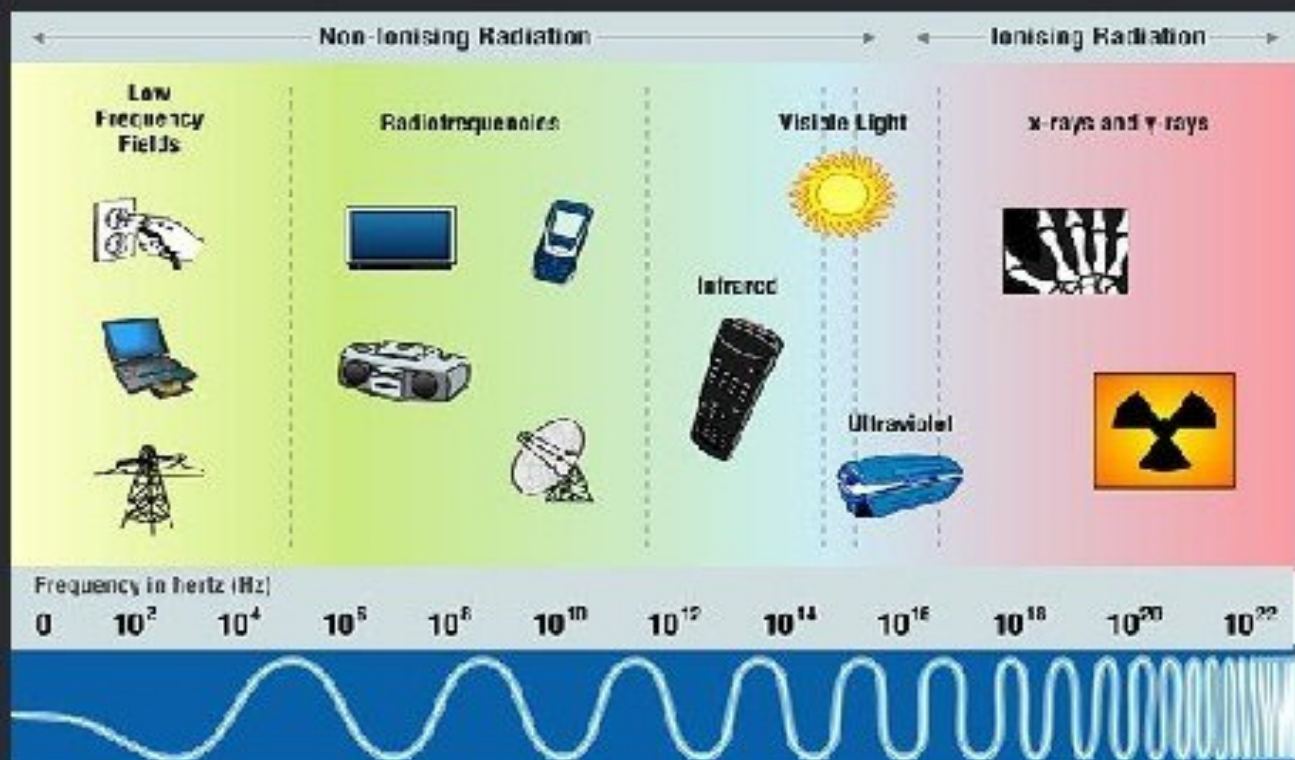 Non-Ionising Radiation
Ionising Radiation
Low
Frequency
Fields
Radiofrequencies
Visible Light
x-rays and γ-rays
Infrared
Ultraviolet
Frequency in hertz (Hz)
0 10² 10⁴ 10⁶ 10⁸ 10¹⁰ 10¹² 10¹⁴ 10¹⁶ 10¹⁸ 10²⁰ 10²²